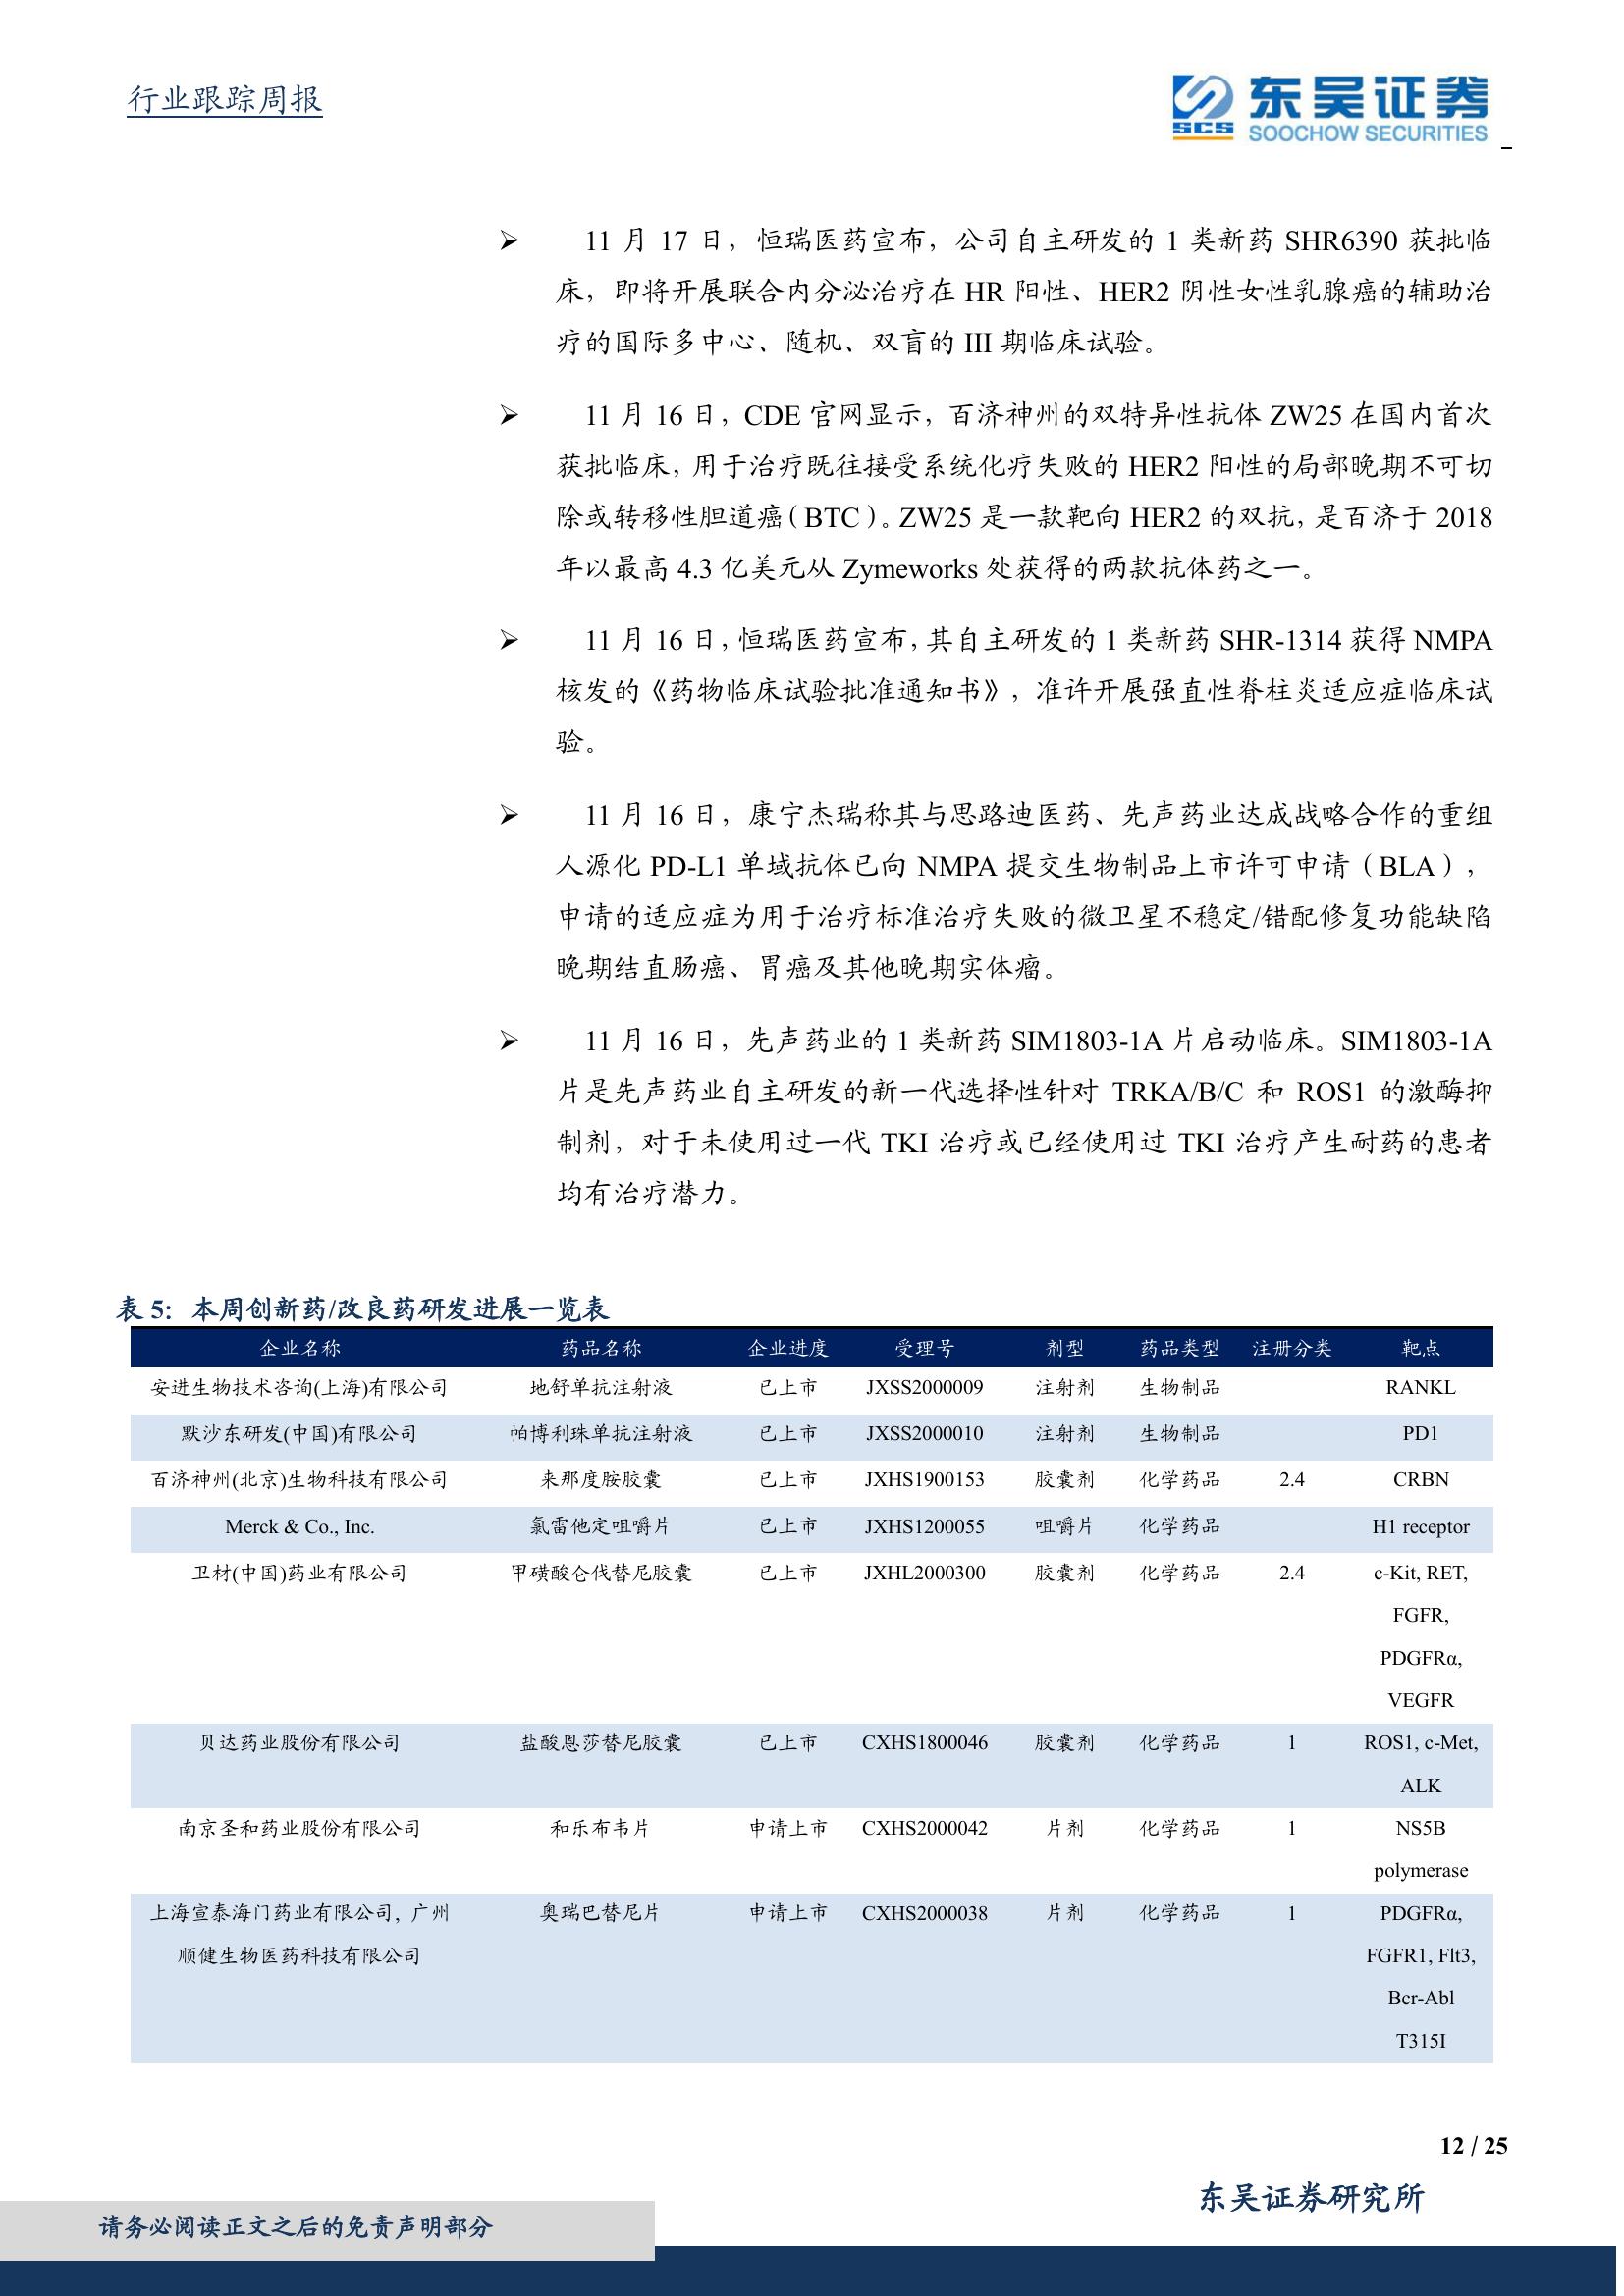 行业跟踪周报
SCS
东吴证券
SOOCHOW SECURITIES
➢ 11 月 17 日，恒瑞医药宣布，公司自主研发的 1 类新药 SHR6390 获批临
床，即将开展联合内分泌治疗在 HR 阳性、HER2 阴性女性乳腺癌的辅助治
疗的国际多中心、随机、双盲的 III 期临床试验。
➢ 11 月 16 日，CDE 官网显示，百济神州的双特异性抗体 ZW25 在国内首次
获批临床，用于治疗既往接受系统化疗失败的 HER2 阳性的局部晚期不可切
除或转移性胆道癌（BTC）。ZW25 是一款靶向 HER2 的双抗，是百济于 2018
年以最高 4.3 亿美元从 Zymeworks 处获得的两款抗体药之一。
➢ 11 月 16 日，恒瑞医药宣布，其自主研发的 1 类新药 SHR-1314 获得 NMPA
核发的《药物临床试验批准通知书》，准许开展强直性脊柱炎适应症临床试
验。
➢ 11 月 16 日，康宁杰瑞称其与思路迪医药、先声药业达成战略合作的重组
人源化 PD-L1 单域抗体已向 NMPA 提交生物制品上市许可申请（BLA），
申请的适应症为用于治疗标准治疗失败的微卫星不稳定/错配修复功能缺陷
晚期结直肠癌、胃癌及其他晚期实体瘤。
➢ 11 月 16 日，先声药业的 1 类新药 SIM1803-1A 片启动临床。SIM1803-1A
片是先声药业自主研发的新一代选择性针对 TRKA/B/C 和 ROS1 的激酶抑
制剂，对于未使用过一代 TKI 治疗或已经使用过 TKI 治疗产生耐药的患者
均有治疗潜力。
表 5：本周创新药/改良药研发进展一览表
企业名称 药品名称 企业进度 受理号 剂型 药品类型 注册分类 靶点
安进生物技术咨询(上海)有限公司 地舒单抗注射液 已上市 JXSS2000009 注射剂 生物制品 RANKL
默沙东研发(中国)有限公司 帕博利珠单抗注射液 已上市 JXSS2000010 注射剂 生物制品 PD1
百济神州(北京)生物科技有限公司 来那度胺胶囊 已上市 JXHS1900153 胶囊剂 化学药品 2.4 CRBN
Merck & Co., Inc. 氯雷他定咀嚼片 已上市 JXHS1200055 咀嚼片 化学药品 H1 receptor
卫材(中国)药业有限公司 甲磺酸仑伐替尼胶囊 已上市 JXHL2000300 胶囊剂 化学药品 2.4 c-Kit, RET,
FGFR,
PDGFRα,
VEGFR
贝达药业股份有限公司 盐酸恩莎替尼胶囊 已上市 CXHS1800046 胶囊剂 化学药品 1 ROS1, c-Met,
ALK
南京圣和药业股份有限公司 和乐布韦片 申请上市 CXHS2000042 片剂 化学药品 1 NS5B
polymerase
上海宣泰海门药业有限公司, 广州 奥瑞巴替尼片 申请上市 CXHS2000038 片剂 化学药品 1 PDGFRα,
顺健生物医药科技有限公司 FGFR1, Flt3,
Bcr-Abl
T315I
12 / 25
东吴证券研究所
请务必阅读正文之后的免责声明部分